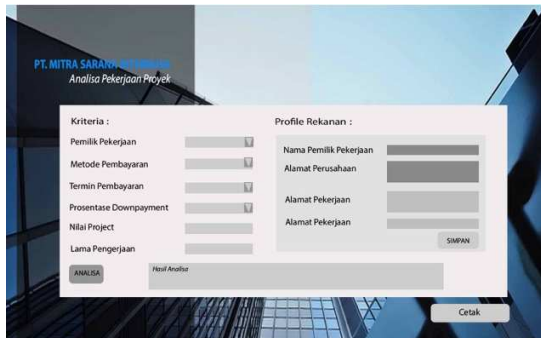 PT. MITRA SARANA
Analisa Pekerjaan Proyek
Kriteria :
Pemilik Pekerjaan
Metode Pembayaran
Termin Pembayaran
Prosentase Downpayment
Nilai Project
Lama Pengerjaan
ANALISA
Hasil Analisa
Profile Rekanan :
Nama Pemilik Pekerjaan
Alamat Perusahaan
Alamat Pekerjaan
Alamat Pekerjaan
SIMPAN
Cetak